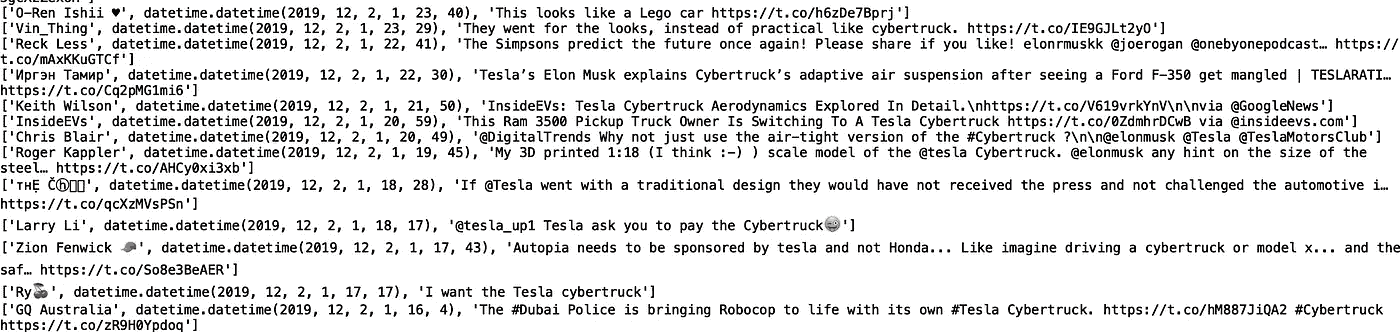 ['O-Ren Ishii ♥', datetime.datetime(2019, 12, 2, 1, 23, 40), 'This looks like a Lego car https://t.co/h6zDe7Bprj']
['Vin_Thing', datetime.datetime(2019, 12, 2, 1, 23, 29), 'They went for the looks, instead of practical like cybertruck. https://t.co/IE9GJLt2yO']
['Reck Less', datetime.datetime(2019, 12, 2, 1, 22, 41), 'The Simpsons predict the future once again! Please share if you like! elonrmuskk @joerogan @onebyonepodcast… https://
t.co/mAxKKuGTCf']
['Иргэн Тамир', datetime.datetime(2019, 12, 2, 1, 22, 30), 'Tesla’s Elon Musk explains Cybertruck’s adaptive air suspension after seeing a Ford F-350 get mangled | TESLARATI…
https://t.co/Cq2pMG1mi6']
['Keith Wilson', datetime.datetime(2019, 12, 2, 1, 21, 50), 'InsideEVs: Tesla Cybertruck Aerodynamics Explored In Detail.\nhttps://t.co/V619vrkYnV\n\nvia @GoogleNews']
['InsideEVs', datetime.datetime(2019, 12, 2, 1, 20, 59), 'This Ram 3500 Pickup Truck Owner Is Switching To A Tesla Cybertruck https://t.co/0ZdmhrDCwB via @insideevs.com']
['Chris Blair', datetime.datetime(2019, 12, 2, 1, 20, 49), '@DigitalTrends Why not just use the air-tight version of the #Cybertruck ?\n\n@elonmusk @Tesla @TeslaMotorsClub']
['Roger Kappler', datetime.datetime(2019, 12, 2, 1, 19, 45), 'My 3D printed 1:18 (I think :-) ) scale model of the @tesla Cybertruck. @elonmusk any hint on the size of the
steel… https://t.co/AHCy0xi3xb']
['ᴛʜẸ Čⓗ▯▯', datetime.datetime(2019, 12, 2, 1, 18, 28), 'If @Tesla went with a traditional design they would have not received the press and not challenged the automotive i…
https://t.co/qcXzMVsPSn']
['Larry Li', datetime.datetime(2019, 12, 2, 1, 18, 17), '@tesla_up1 Tesla ask you to pay the Cybertruck😜']
['Zion Fenwick 🧢', datetime.datetime(2019, 12, 2, 1, 17, 43), 'Autopia needs to be sponsored by tesla and not Honda... Like imagine driving a cybertruck or model x... and the
saf… https://t.co/So8e3BeAER']
['Ry🍒', datetime.datetime(2019, 12, 2, 1, 17, 17), 'I want the Tesla cybertruck']
['GQ Australia', datetime.datetime(2019, 12, 2, 1, 16, 4), 'The #Dubai Police is bringing Robocop to life with its own #Tesla Cybertruck. https://t.co/hM887JiQA2 #Cybertruck
https://t.co/zR9H0Ypdoq']